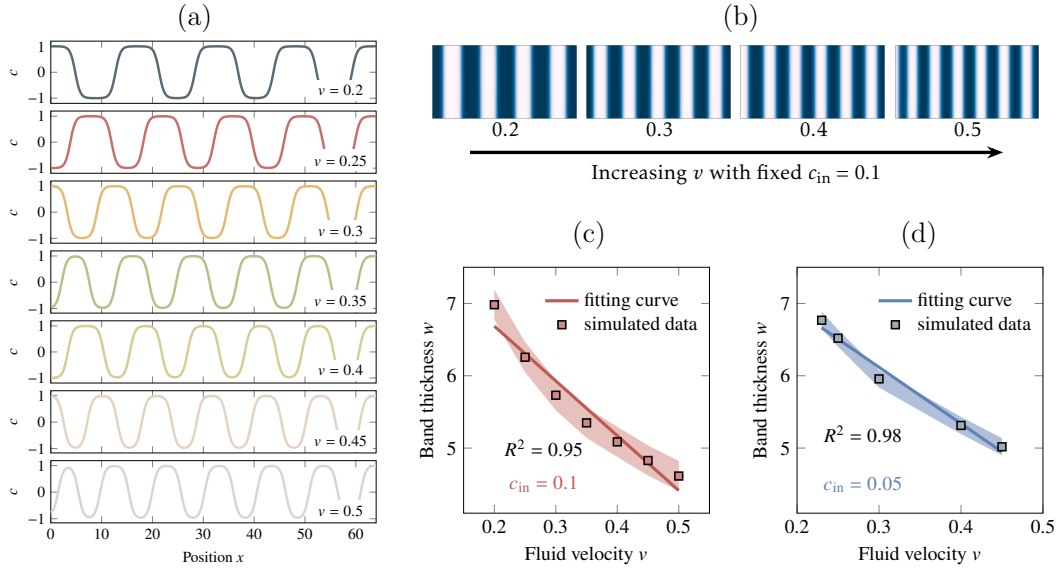 (a)
c
1
0
−1
v = 0.2
c
1
0
−1
v = 0.25
c
1
0
−1
v = 0.3
c
1
0
−1
v = 0.35
c
1
0
−1
v = 0.4
c
1
0
−1
v = 0.45
c
1
0
−1
v = 0.5
0 10 20 30 40 50 60
Position x
(b)
0.2 0.3 0.4 0.5
Increasing v with fixed c_in = 0.1
(c)
Band thickness w
7
6
5
fitting curve
simulated data
R² = 0.95
c_in = 0.1
0.2 0.3 0.4 0.5
Fluid velocity v
(d)
Band thickness w
7
6
5
fitting curve
simulated data
R² = 0.98
c_in = 0.05
0.2 0.3 0.4 0.5
Fluid velocity v